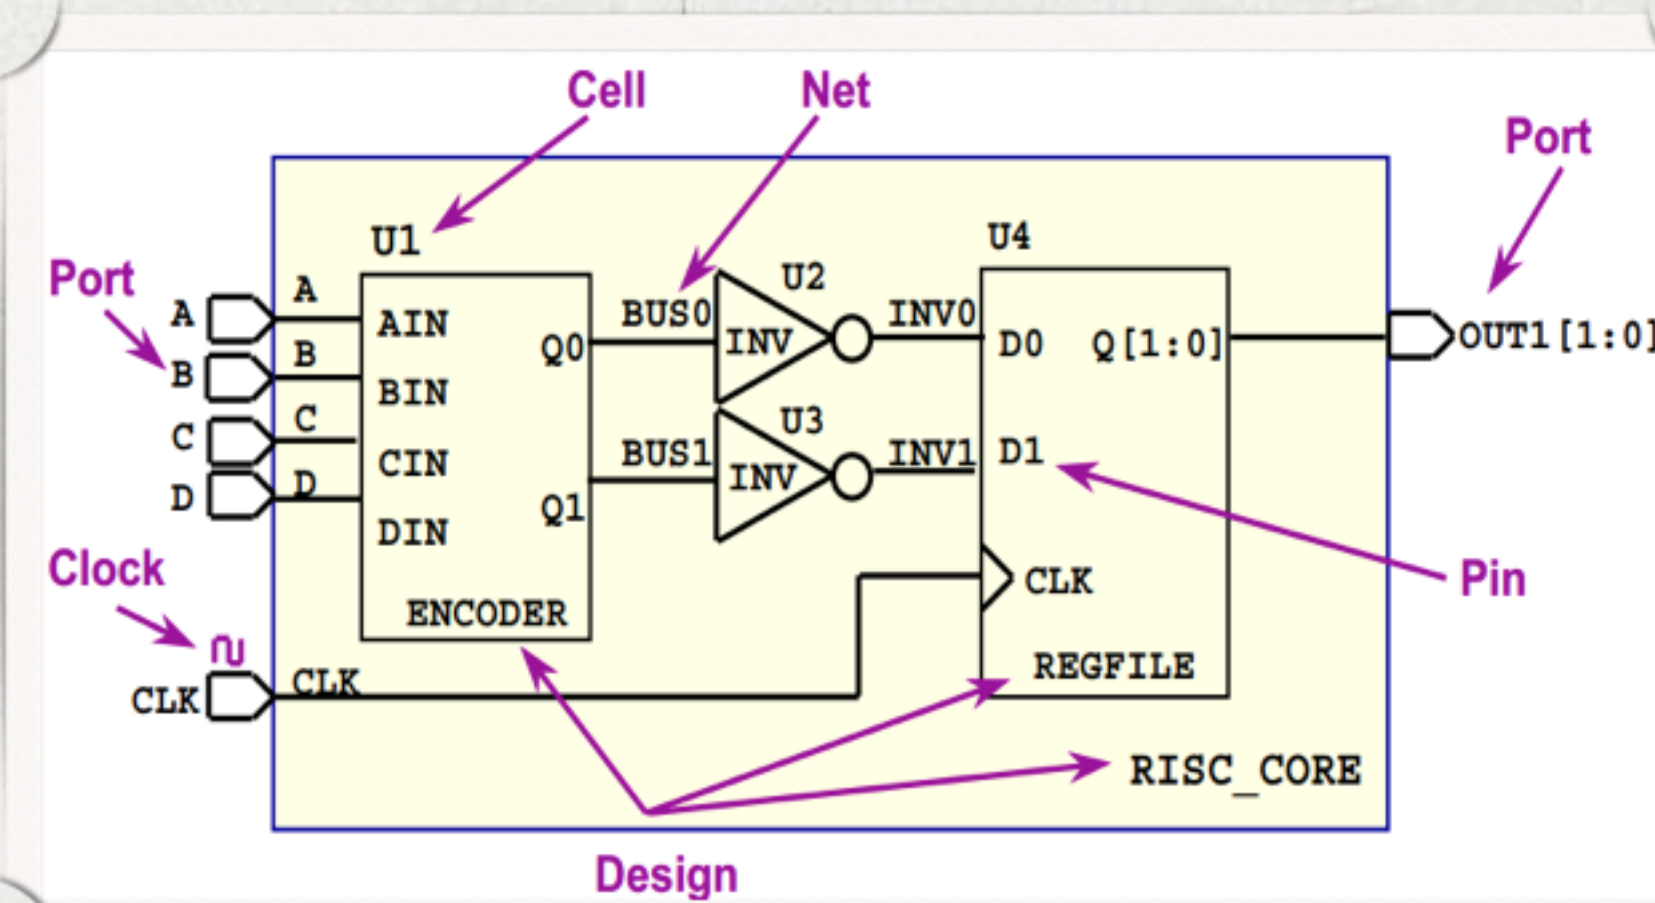 Cell
Net
Port
U1
U4
Port
U2
A
A
BUS0
INV0
AIN
Q0
INV
D0
Q[1:0]
OUT1[1:0]
B
B
BIN
U3
C
C
BUS1
INV1
D1
CIN
INV
D
D
Q1
DIN
Clock
CLK
Pin
ENCODER
CLK
CLK
REGFILE
RISC_CORE
Design